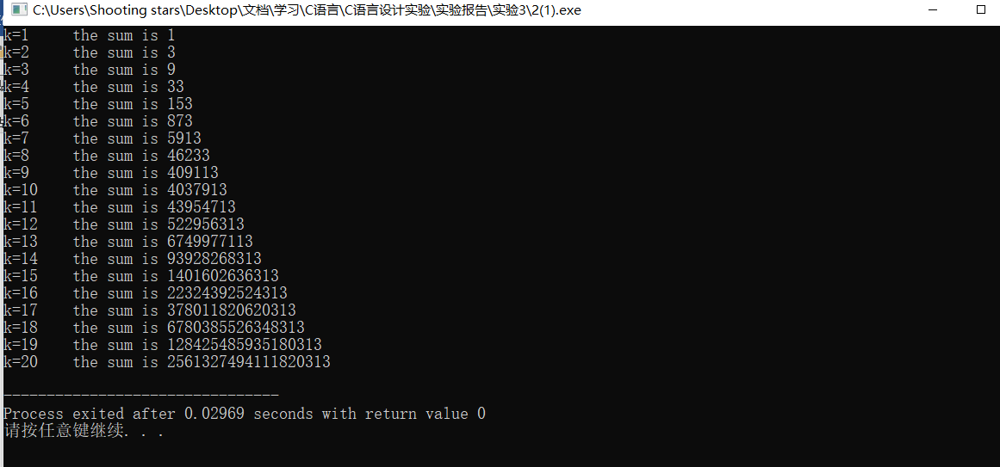 C:\Users\Shooting stars\Desktop\文档\学习\C语言\C语言设计实验\实验报告\实验3\2(1).exe
k=1 the sum is 1
k=2 the sum is 3
k=3 the sum is 9
k=4 the sum is 33
k=5 the sum is 153
k=6 the sum is 873
k=7 the sum is 5913
k=8 the sum is 46233
k=9 the sum is 409113
k=10 the sum is 4037913
k=11 the sum is 43954713
k=12 the sum is 522956313
k=13 the sum is 6749977113
k=14 the sum is 93928268313
k=15 the sum is 1401602636313
k=16 the sum is 22324392524313
k=17 the sum is 378011820620313
k=18 the sum is 6780385526348313
k=19 the sum is 128425485935180313
k=20 the sum is 2561327494111820313
--------------------------------
Process exited after 0.02969 seconds with return value 0
请按任意键继续. . .